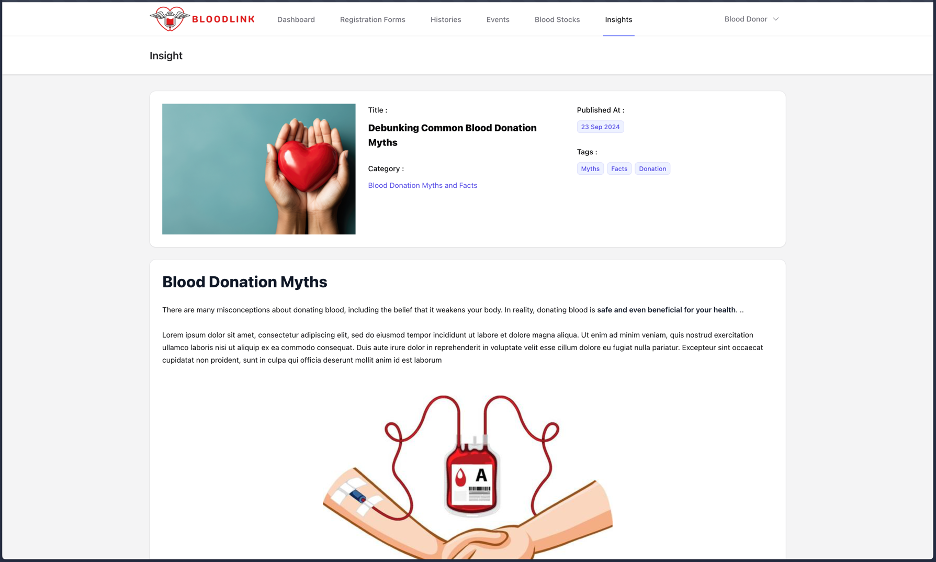 BLOODLINK
Dashboard
Registration Forms
Histories
Events
Blood Stocks
Insights
Blood Donor
Insight
Title :
Debunking Common Blood Donation
Myths
Category :
Blood Donation Myths and Facts
Published At :
23 Sep 2024
Tags :
Myths
Facts
Donation
Blood Donation Myths
There are many misconceptions about donating blood, including the belief that it weakens your body. In reality, donating blood is safe and even beneficial for your health. ..
Lorem ipsum dolor sit amet, consectetur adipiscing elit, sed do eiusmod tempor incididunt ut labore et dolore magna aliqua. Ut enim ad minim veniam, quis nostrud exercitation
ullamco laboris nisi ut aliquip ex ea commodo consequat. Duis aute irure dolor in reprehenderit in voluptate velit esse cillum dolore eu fugiat nulla pariatur. Excepteur sint occaecat
cupidatat non proident, sunt in culpa qui officia deserunt mollit anim id est laborum
A